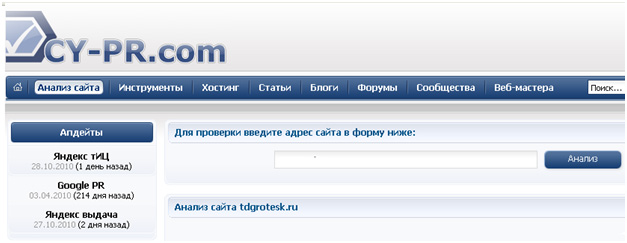 CY-PR.com
Анализ сайта Инструменты Хостинг Статьи Блоги Форумы Сообщества Веб-мастера Поиск...
Апдейты
Яндекс тИЦ
28.10.2010 (1 день назад)
Google PR
03.04.2010 (214 дня назад)
Яндекс выдача
27.10.2010 (2 дня назад)
Для проверки введите адрес сайта в форму ниже:
Анализ
Анализ сайта tdgrotesk.ru